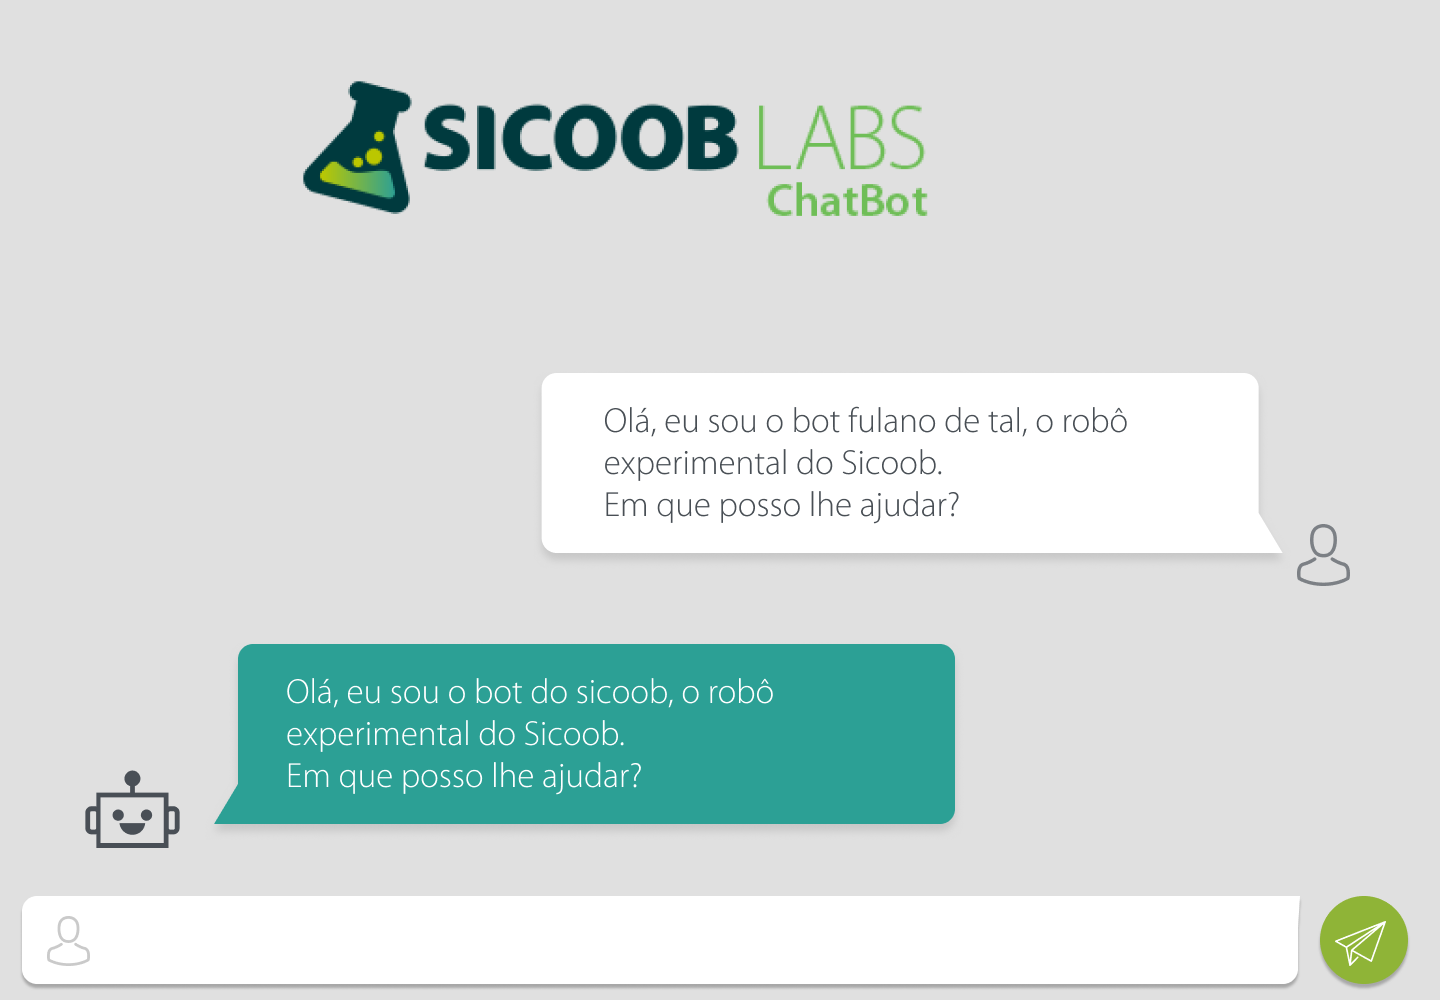 SICOOB LABS
ChatBot
Olá, eu sou o bot fulano de tal, o robô
experimental do Sicoob.
Em que posso lhe ajudar?
Olá, eu sou o bot do sicoob, o robô
experimental do Sicoob.
Em que posso lhe ajudar?